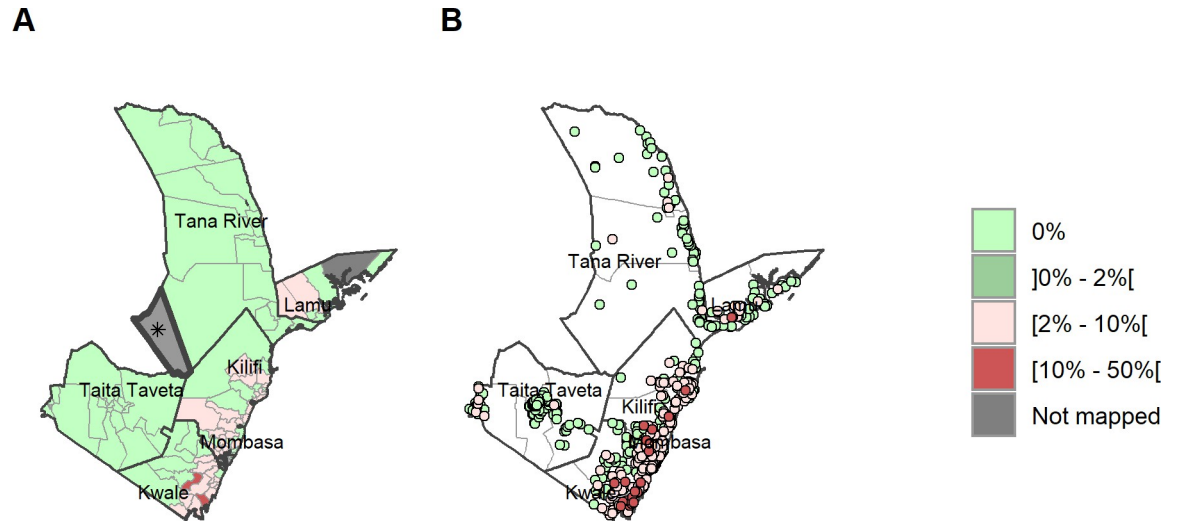 A
B
Tana River
Lamu
Kilifi
Taita Taveta
Mombasa
Kwale
*
Tana River
Lamu
Taita Taveta
Kilifi
Mombasa
Kwale
0%
]0% - 2%[
[2% - 10%[
[10% - 50%[
Not mapped